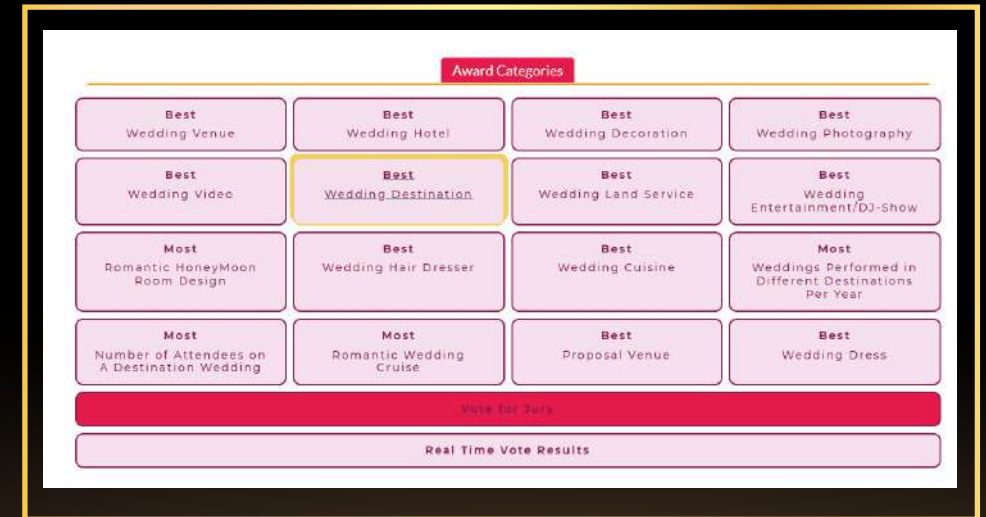 Award Categories
Best
Wedding Venue
Best
Wedding Hotel
Best
Wedding Decoration
Best
Wedding Photography
Best
Wedding Video
Best
Wedding Destination
Best
Wedding Land Service
Best
Wedding
Entertainment/DJ-Show
Most
Romantic HoneyMoon
Room Design
Best
Wedding Hair Dresser
Best
Wedding Cuisine
Most
Weddings Performed in
Different Destinations
Per Year
Most
Number of Attendees on
A Destination Wedding
Most
Romantic Wedding
Cruise
Best
Proposal Venue
Best
Wedding Dress
Vote for Jury
Real Time Vote Results